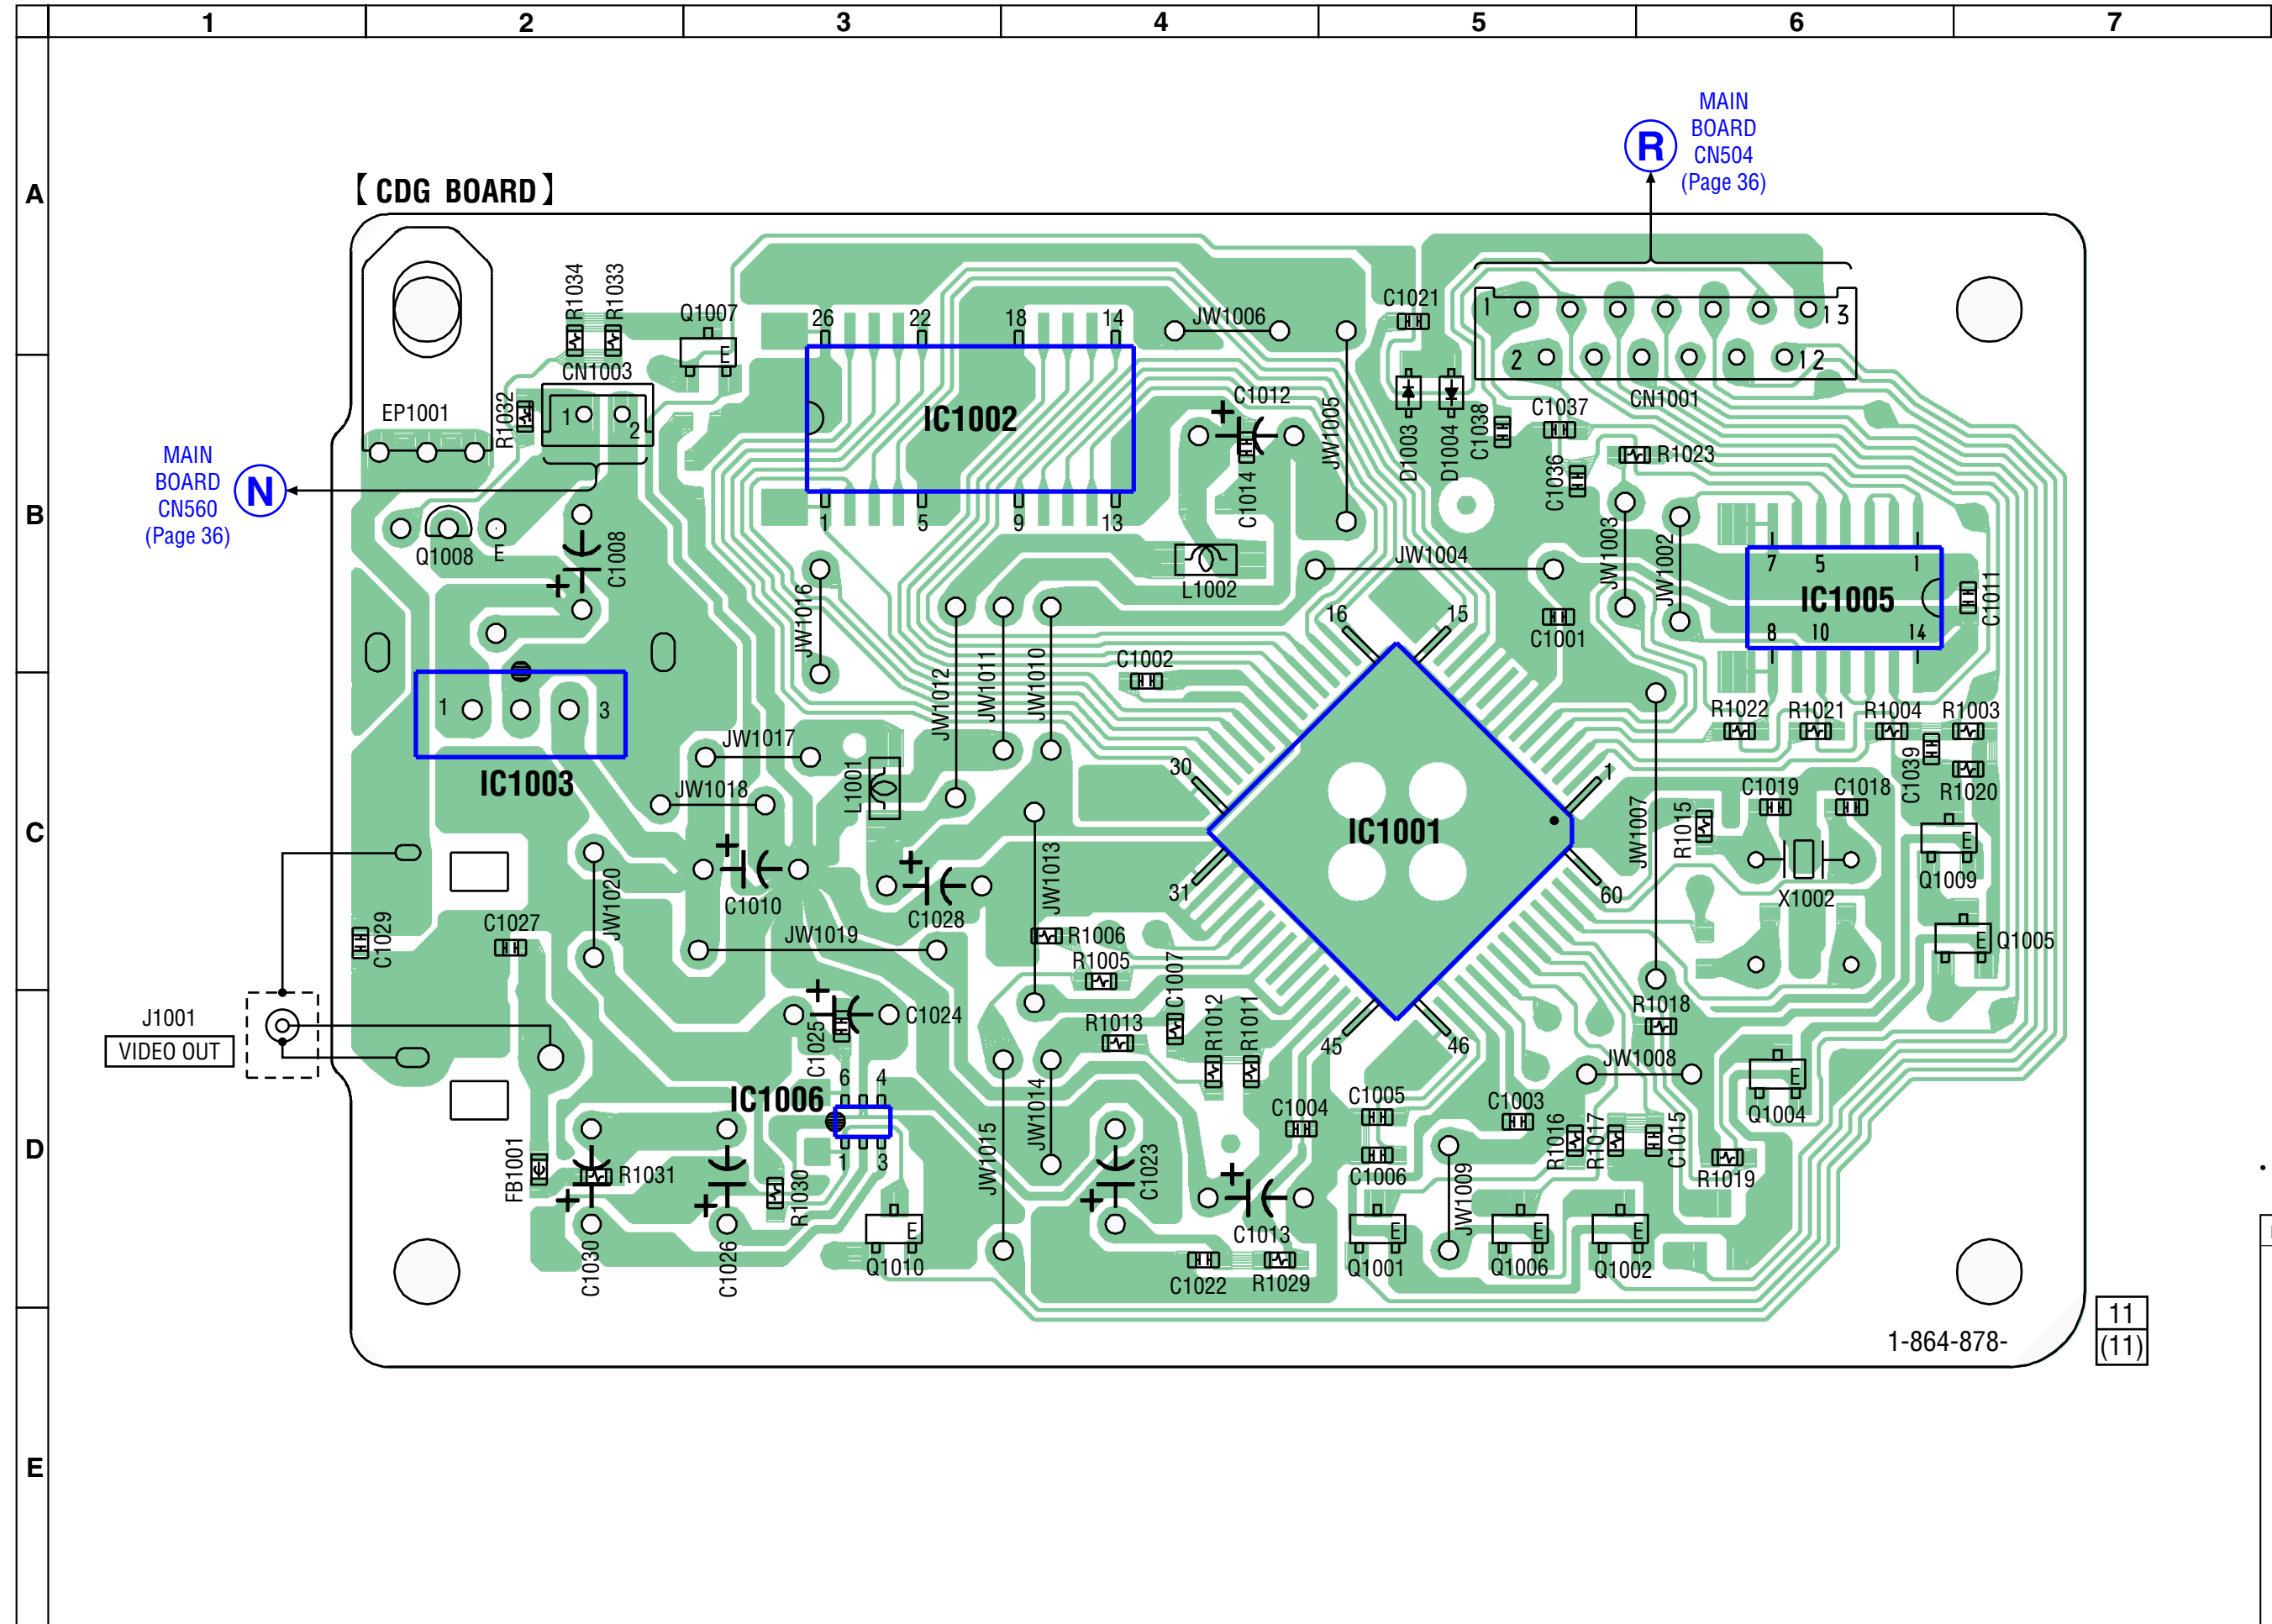 1 2 3 4 5 6 7
A
B
C
D
E
【 CDG BOARD 】
R
MAIN
BOARD
CN504
(Page 36)
N
MAIN
BOARD
CN560
(Page 36)
R1034
R1033
Q1007
E
CN1003
1
2
R1032
EP1001
26 22 18 14
IC1002
1 5 9 13
JW1006
C1021
1 13
2 12
CN1001
C1012
+
C1014
JW1005
D1003
D1004
C1038
C1037
C1036
R1023
Q1008
E
C1008
+
JW1016
L1002
JW1004
JW1003
JW1002
7 5 1
IC1005
8 10 14
C1011
C1001
16
15
C1002
JW1012
JW1011
JW1010
1
3
IC1003
JW1017
JW1018
L1001
30
1
IC1001
31
60
45
46
R1022
R1021
R1004
R1003
C1039
R1020
C1019
C1018
R1015
JW1007
X1002
E
Q1009
E
Q1005
+
C1010
+
C1028
JW1013
JW1020
JW1019
C1029
C1027
R1006
R1005
C1007
R1018
J1001
VIDEO OUT
+
C1025
C1024
R1013
R1012
R1011
JW1008
E
Q1004
IC1006
6 4
1 3
JW1015
JW1014
C1004
C1005
C1003
R1016
R1017
C1015
R1019
FB1001
R1031
+
C1030
+
C1026
R1030
E
Q1010
+
C1023
+
C1013
C1006
JW1009
C1022
R1029
E
Q1001
E
Q1006
E
Q1002
1-864-878-
11
(11)